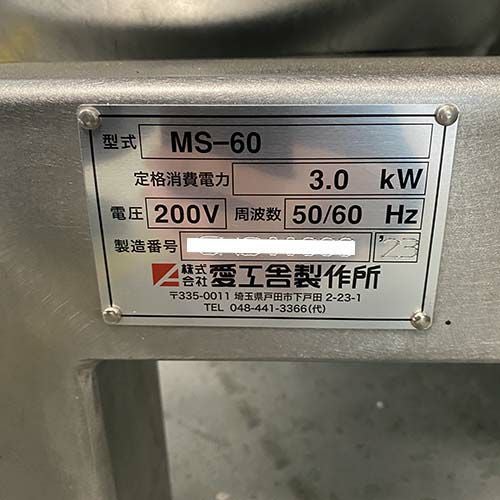 型式 MS-60
定格消費電力 3.0 kW
電圧 200V 周波数 50/60 Hz
製造番号 '23
株式会社 愛工舎製作所
〒335-0011 埼玉県戸田市下戸田 2-23-1
TEL 048-441-3366(代)